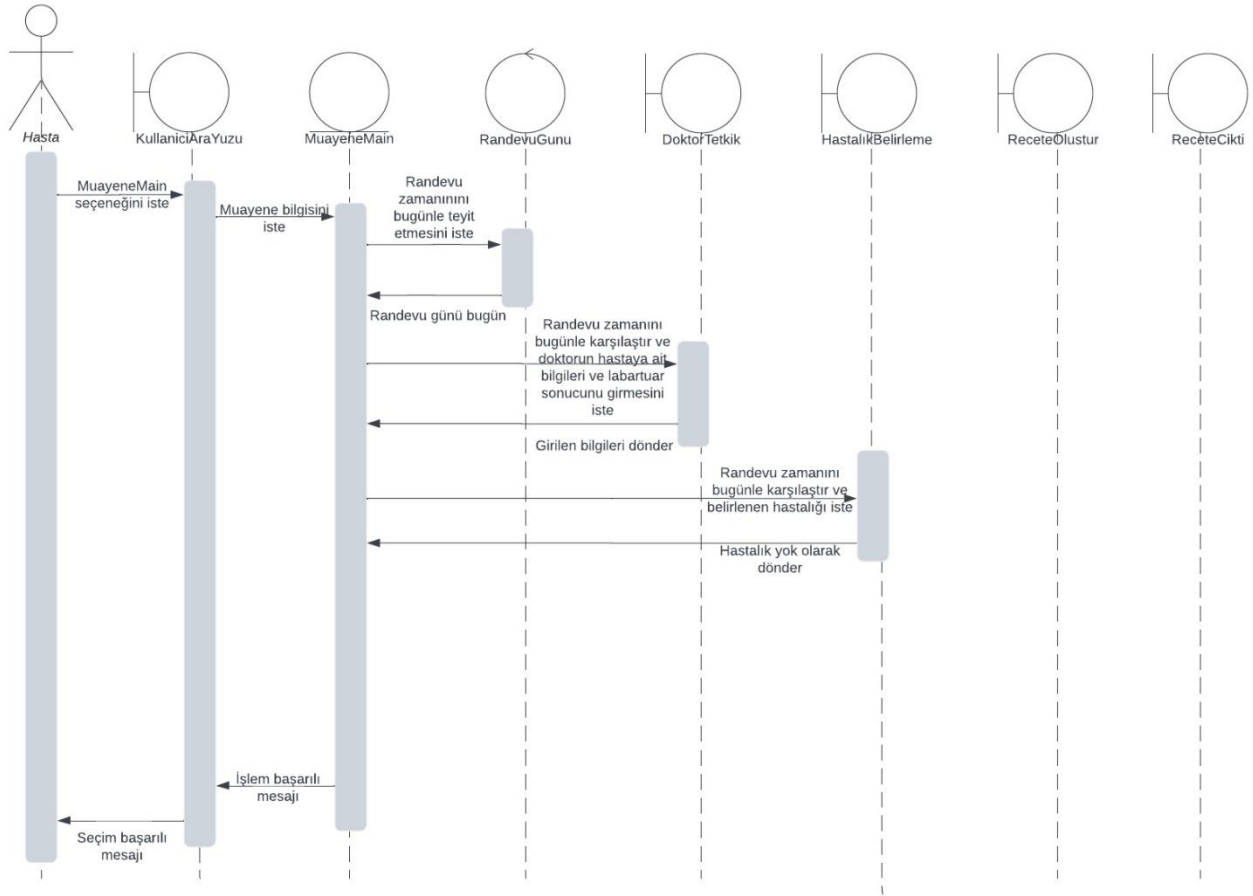 Hasta
KullaniciAraYuzu
MuayeneMain
RandevuGunu
DoktorTetkik
HastalıkBelirleme
ReceteOlustur
ReceteCikti
MuayeneMain
seçeneğini iste
Muayene bilgisini
iste
Randevu
zamanınını
bugünle teyit
etmesini iste
Randevu günü bugün
Randevu zamanını
bugünle karşılaştır ve
doktorun hastaya ait
bilgileri ve labartuar
sonucunu girmesini
iste
Girilen bilgileri dönder
Randevu zamanını
bugünle karşılaştır ve
belirlenen hastalığı iste
Hastalık yok olarak
dönder
İşlem başarılı
mesajı
Seçim başarılı
mesajı